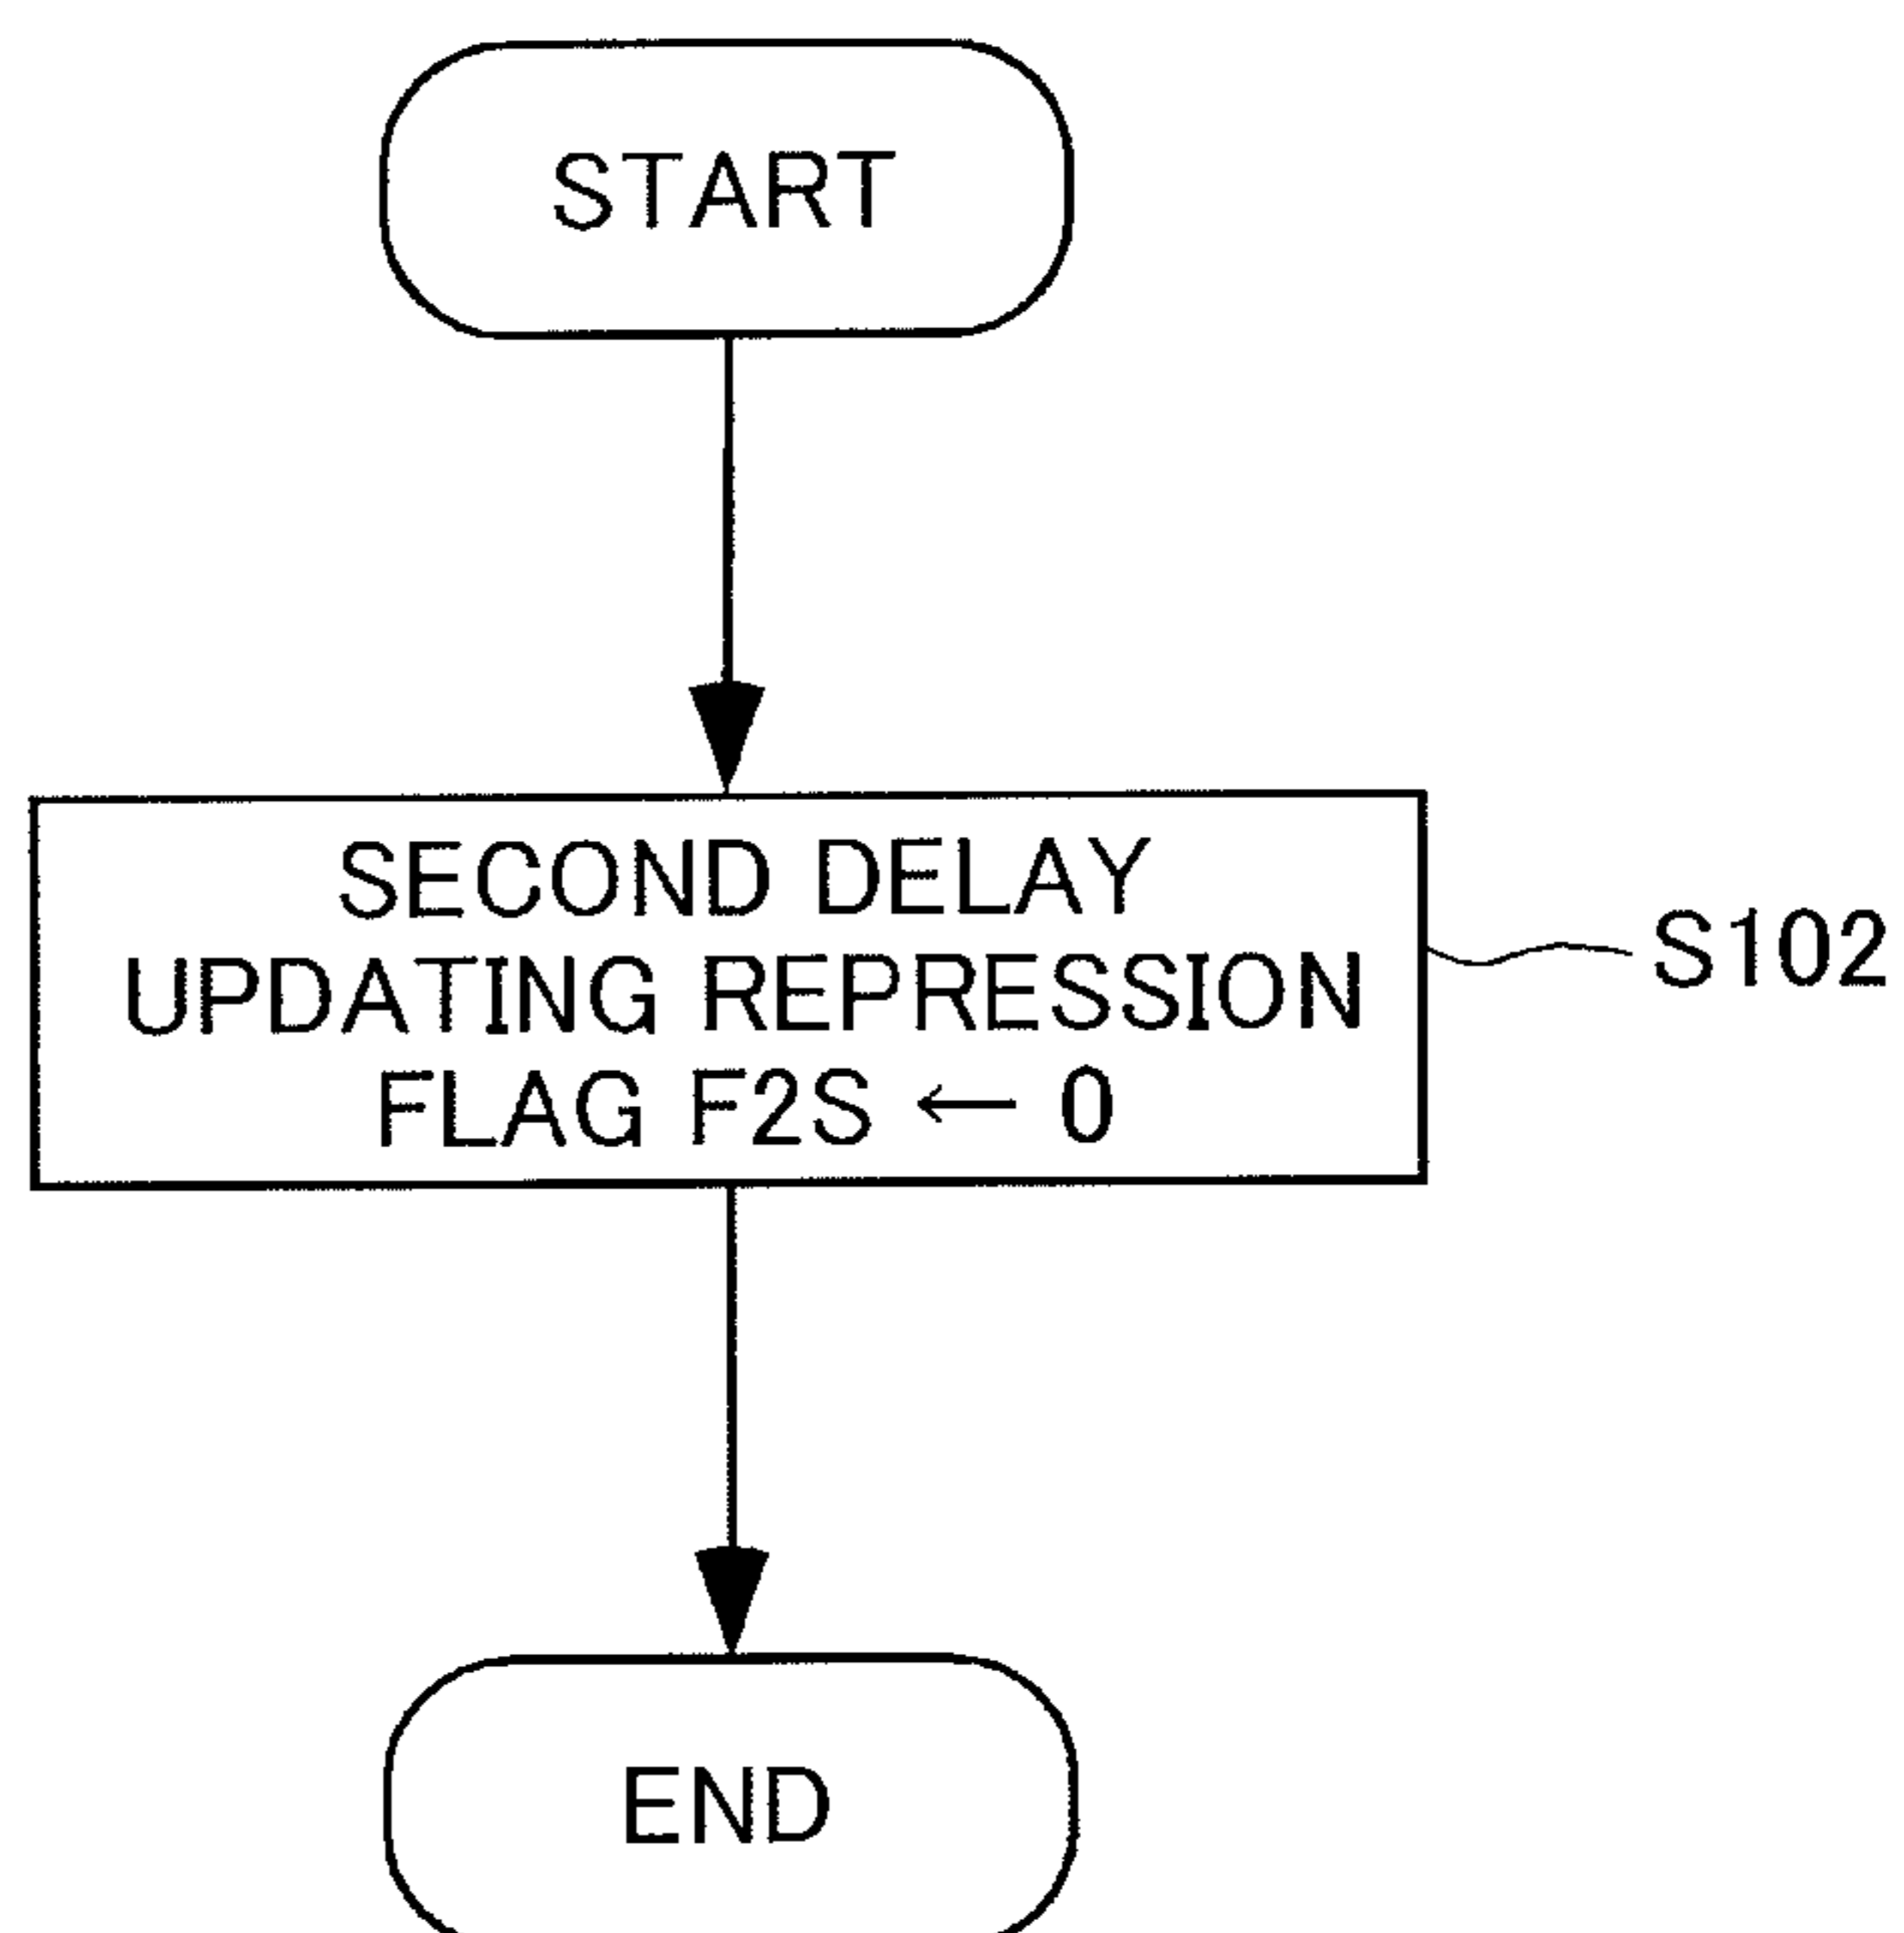 START
SECOND DELAY
UPDATING REPRESSION
FLAG F2S ← 0
S102
END